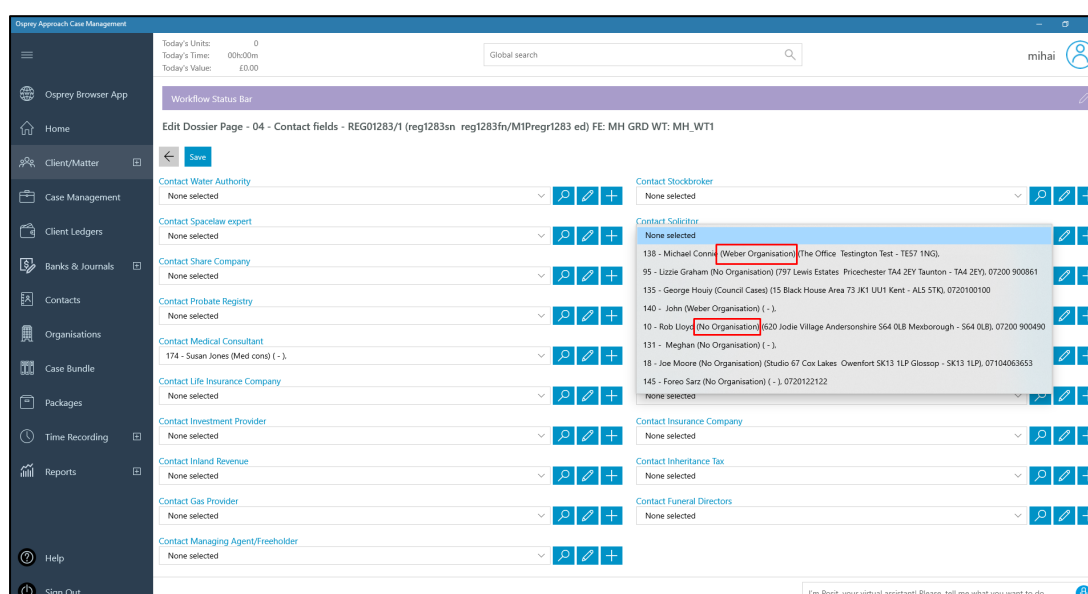 Osprey Approach Case Management
Today's Units: 0
Today's Time: 00h:00m
Today's Value: £0.00
Global search
mihai
Osprey Browser App
Home
Client/Matter
Case Management
Client Ledgers
Banks & Journals
Contacts
Organisations
Case Bundle
Packages
Time Recording
Reports
Help
Sign Out
Workflow Status Bar
Edit Dossier Page - 04 - Contact fields - REG01283/1 (reg1283sn reg1283fn/M1Pregr1283 ed) FE: MH GRD WT: MH_WT1
Save
Contact Water Authority
None selected
Contact Spacelaw expert
None selected
Contact Share Company
None selected
Contact Probate Registry
None selected
Contact Medical Consultant
174 - Susan Jones (Med cons) ( - ),
Contact Life Insurance Company
None selected
Contact Investment Provider
None selected
Contact Inland Revenue
None selected
Contact Gas Provider
None selected
Contact Managing Agent/Freeholder
None selected
Contact Stockbroker
None selected
Contact Solicitor
None selected
138 - Michael Connie (Weber Organisation) (The Office Testington Test - TE57 1NG),
95 - Lizzie Graham (No Organisation) (797 Lewis Estates Pricechester TA4 2EY Taunton - TA4 2EY), 07200 900861
135 - George Houiy (Council Cases) (15 Black House Area 73 JK1 UU1 Kent - AL5 5TK), 0720100100
140 - John (Weber Organisation) ( - ),
10 - Rob Lloyd (No Organisation) (620 Jodie Village Andersonshire S64 0LB Mexborough - S64 0LB), 07200 900490
131 - Meghan (No Organisation) ( - ),
18 - Joe Moore (No Organisation) (Studio 67 Cox Lakes Owenfort SK13 1LP Glossop - SK13 1LP), 07104063653
145 - Foreo Sarz (No Organisation) ( - ), 0720122122
None selected
Contact Insurance Company
None selected
Contact Inheritance Tax
None selected
Contact Funeral Directors
None selected
I'm Posit, your virtual assistant! Please, tell me what you want to do